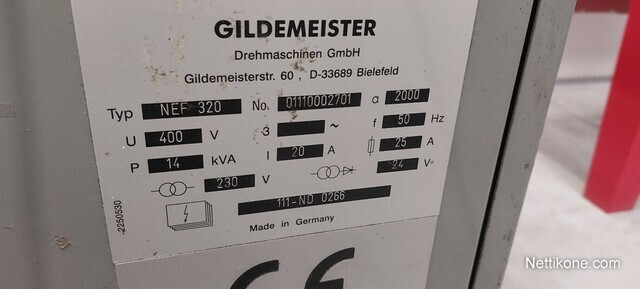 GILDEMEISTER
Drehmaschinen GmbH
Gildemeisterstr. 60 , D-33689 Bielefeld
Typ NEF 320 No. 01110002701 a 2000
U 400 V 3 ~ f 50 Hz
P 14 kVA I 20 A 25 A
230 V 24 V=
111-ND 0266
Made in Germany
2250530
CE
Nettikone.com